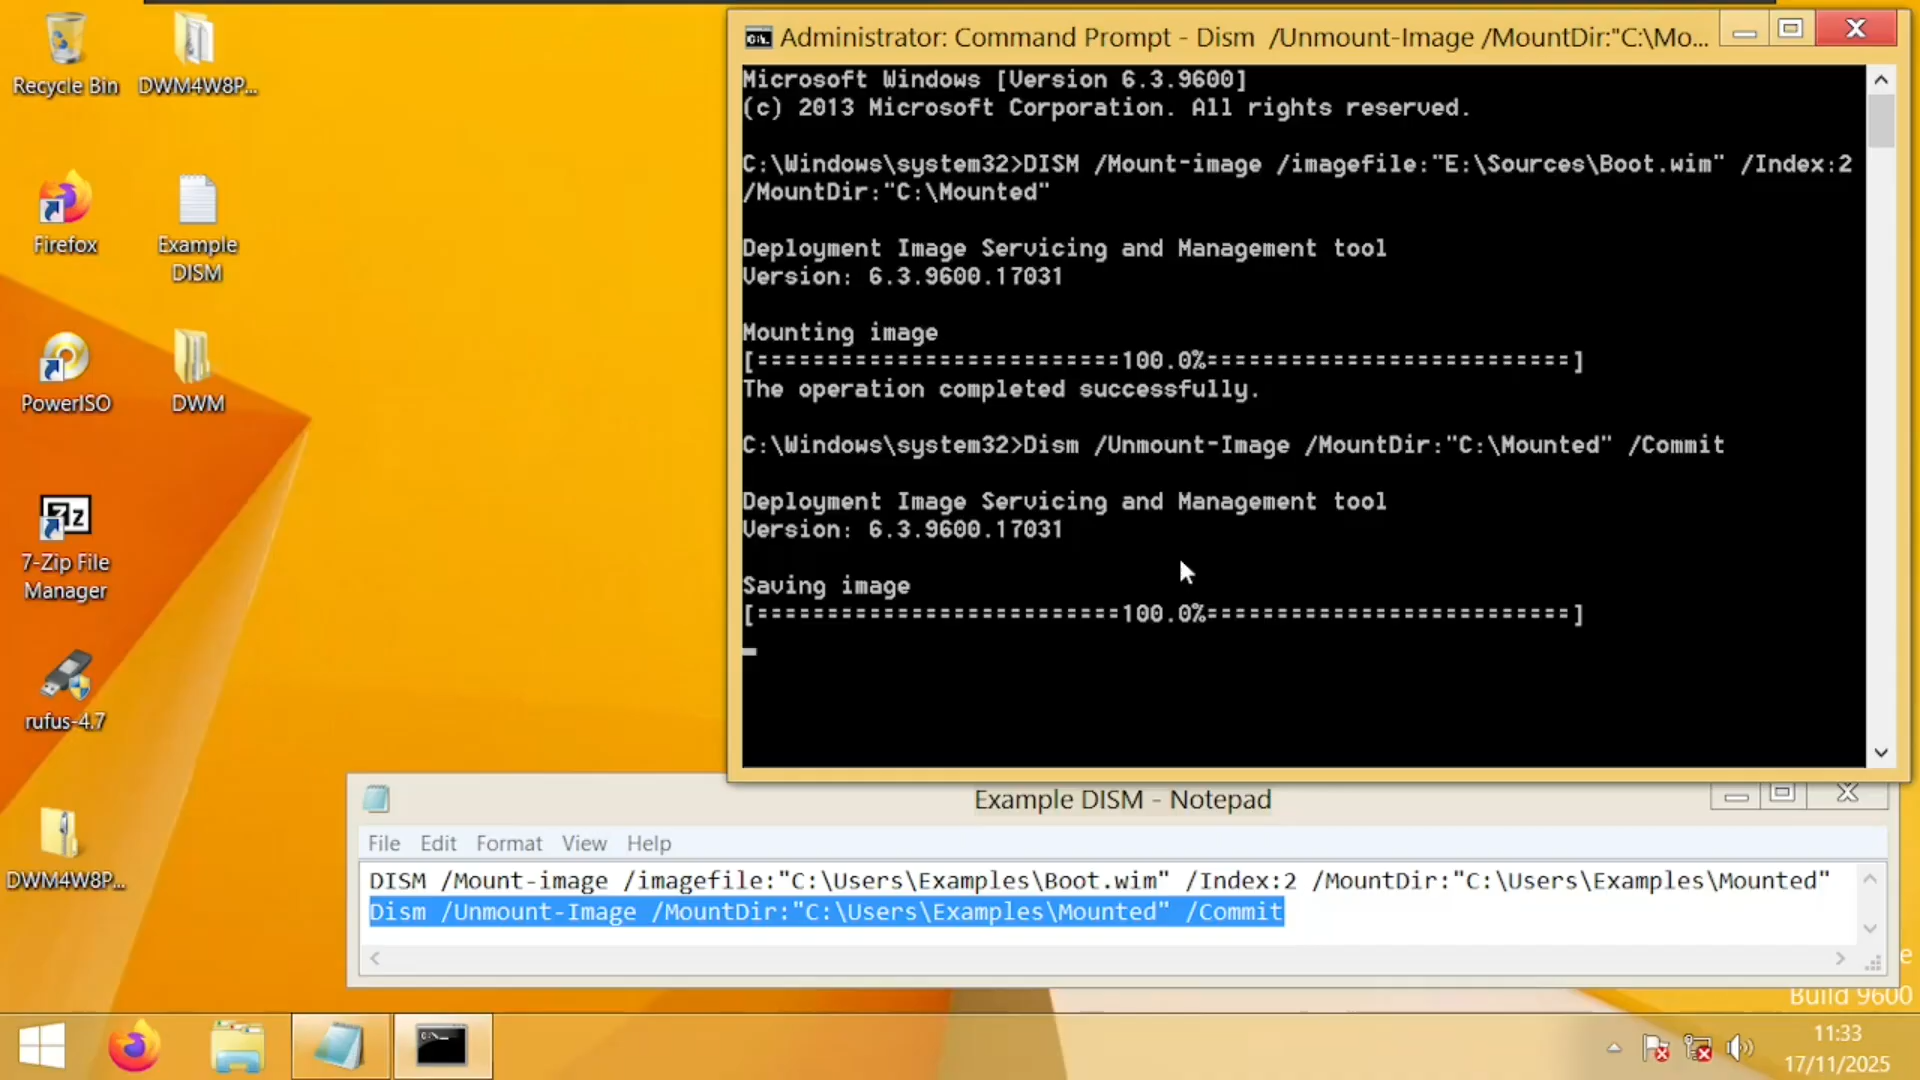 Recycle Bin
DWM4W8P...
Firefox
Example
DISM
PowerISO
DWM
7-Zip File
Manager
rufus-4.7
DWM4W8P...
Administrator: Command Prompt - Dism  /Unmount-Image /MountDir:"C:\Mo...
Microsoft Windows [Version 6.3.9600]
(c) 2013 Microsoft Corporation. All rights reserved.
C:\Windows\system32>DISM /Mount-image /imagefile:"E:\Sources\Boot.wim" /Index:2
/MountDir:"C:\Mounted"
Deployment Image Servicing and Management tool
Version: 6.3.9600.17031
Mounting image
[==========================100.0%==========================]
The operation completed successfully.
C:\Windows\system32>Dism /Unmount-Image /MountDir:"C:\Mounted" /Commit
Deployment Image Servicing and Management tool
Version: 6.3.9600.17031
Saving image
[==========================100.0%==========================]
Example DISM - Notepad
File Edit Format View Help
DISM /Mount-image /imagefile:"C:\Users\Examples\Boot.wim" /Index:2 /MountDir:"C:\Users\Examples\Mounted"
Dism /Unmount-Image /MountDir:"C:\Users\Examples\Mounted" /Commit
Build 9600
11:33
17/11/2025